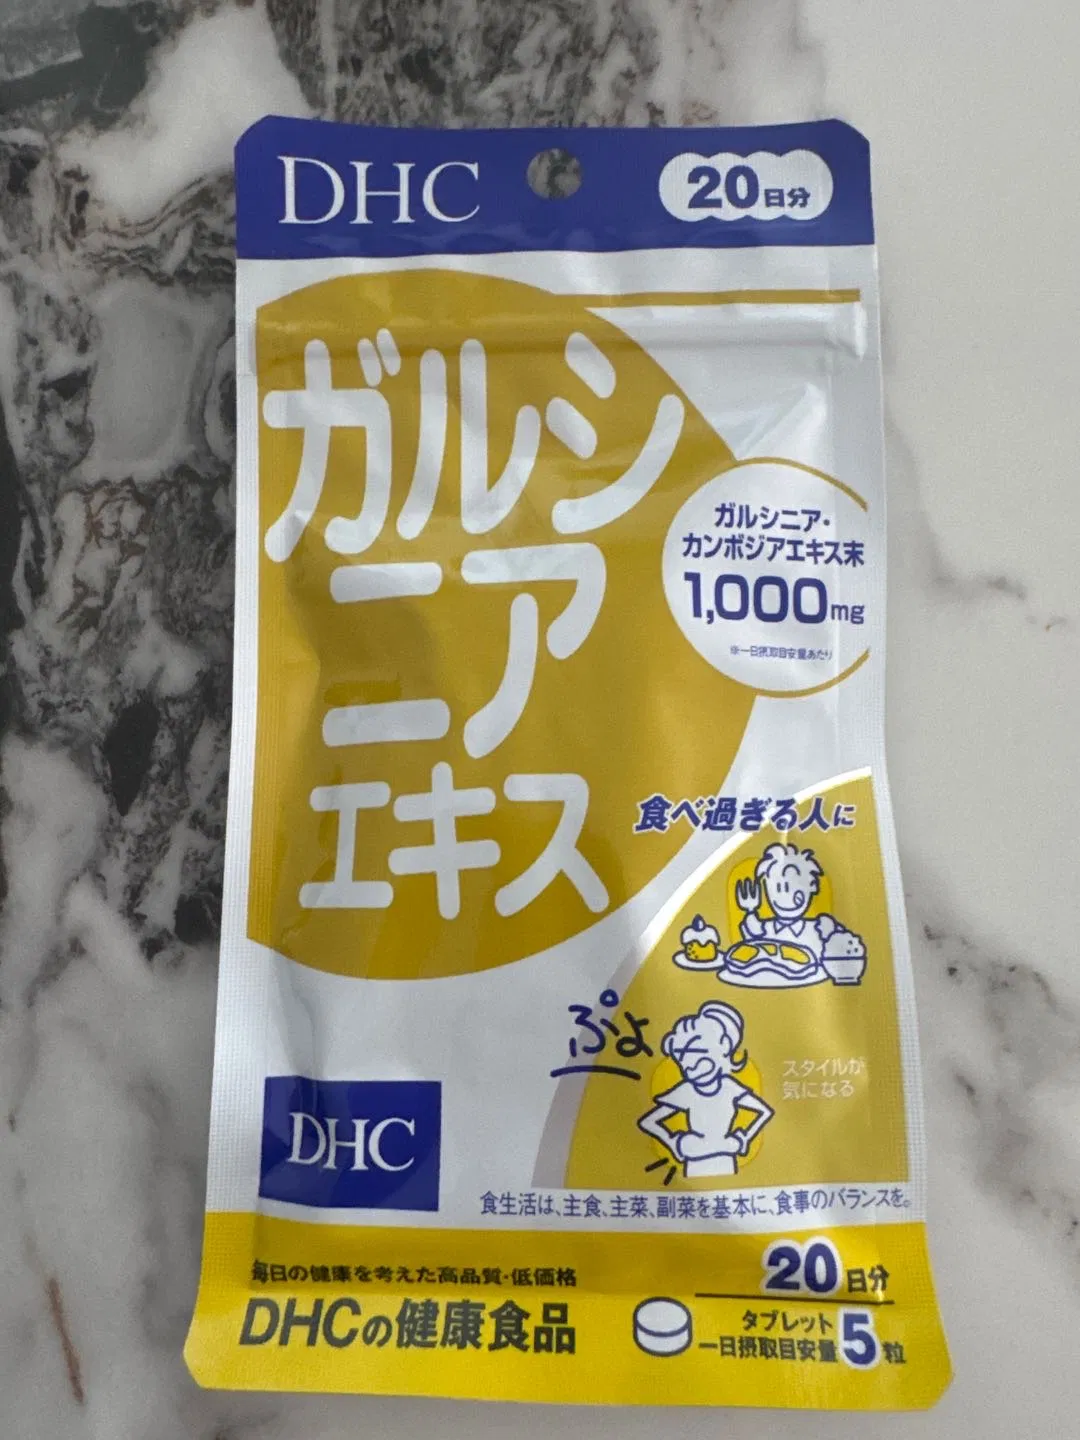 DHC
20日分
ガルシ
ニア
エキス
ガルシニア・
カンボジアエキス末
1,000mg
※一日摂取目安量あたり
食べ過ぎる人に
ぷよ
スタイルが
気になる
DHC
食生活は、主食、主菜、副菜を基本に、食事のバランスを。
毎日の健康を考えた高品質・低価格
DHCの健康食品
20日分
タブレット
一日摂取目安量5粒